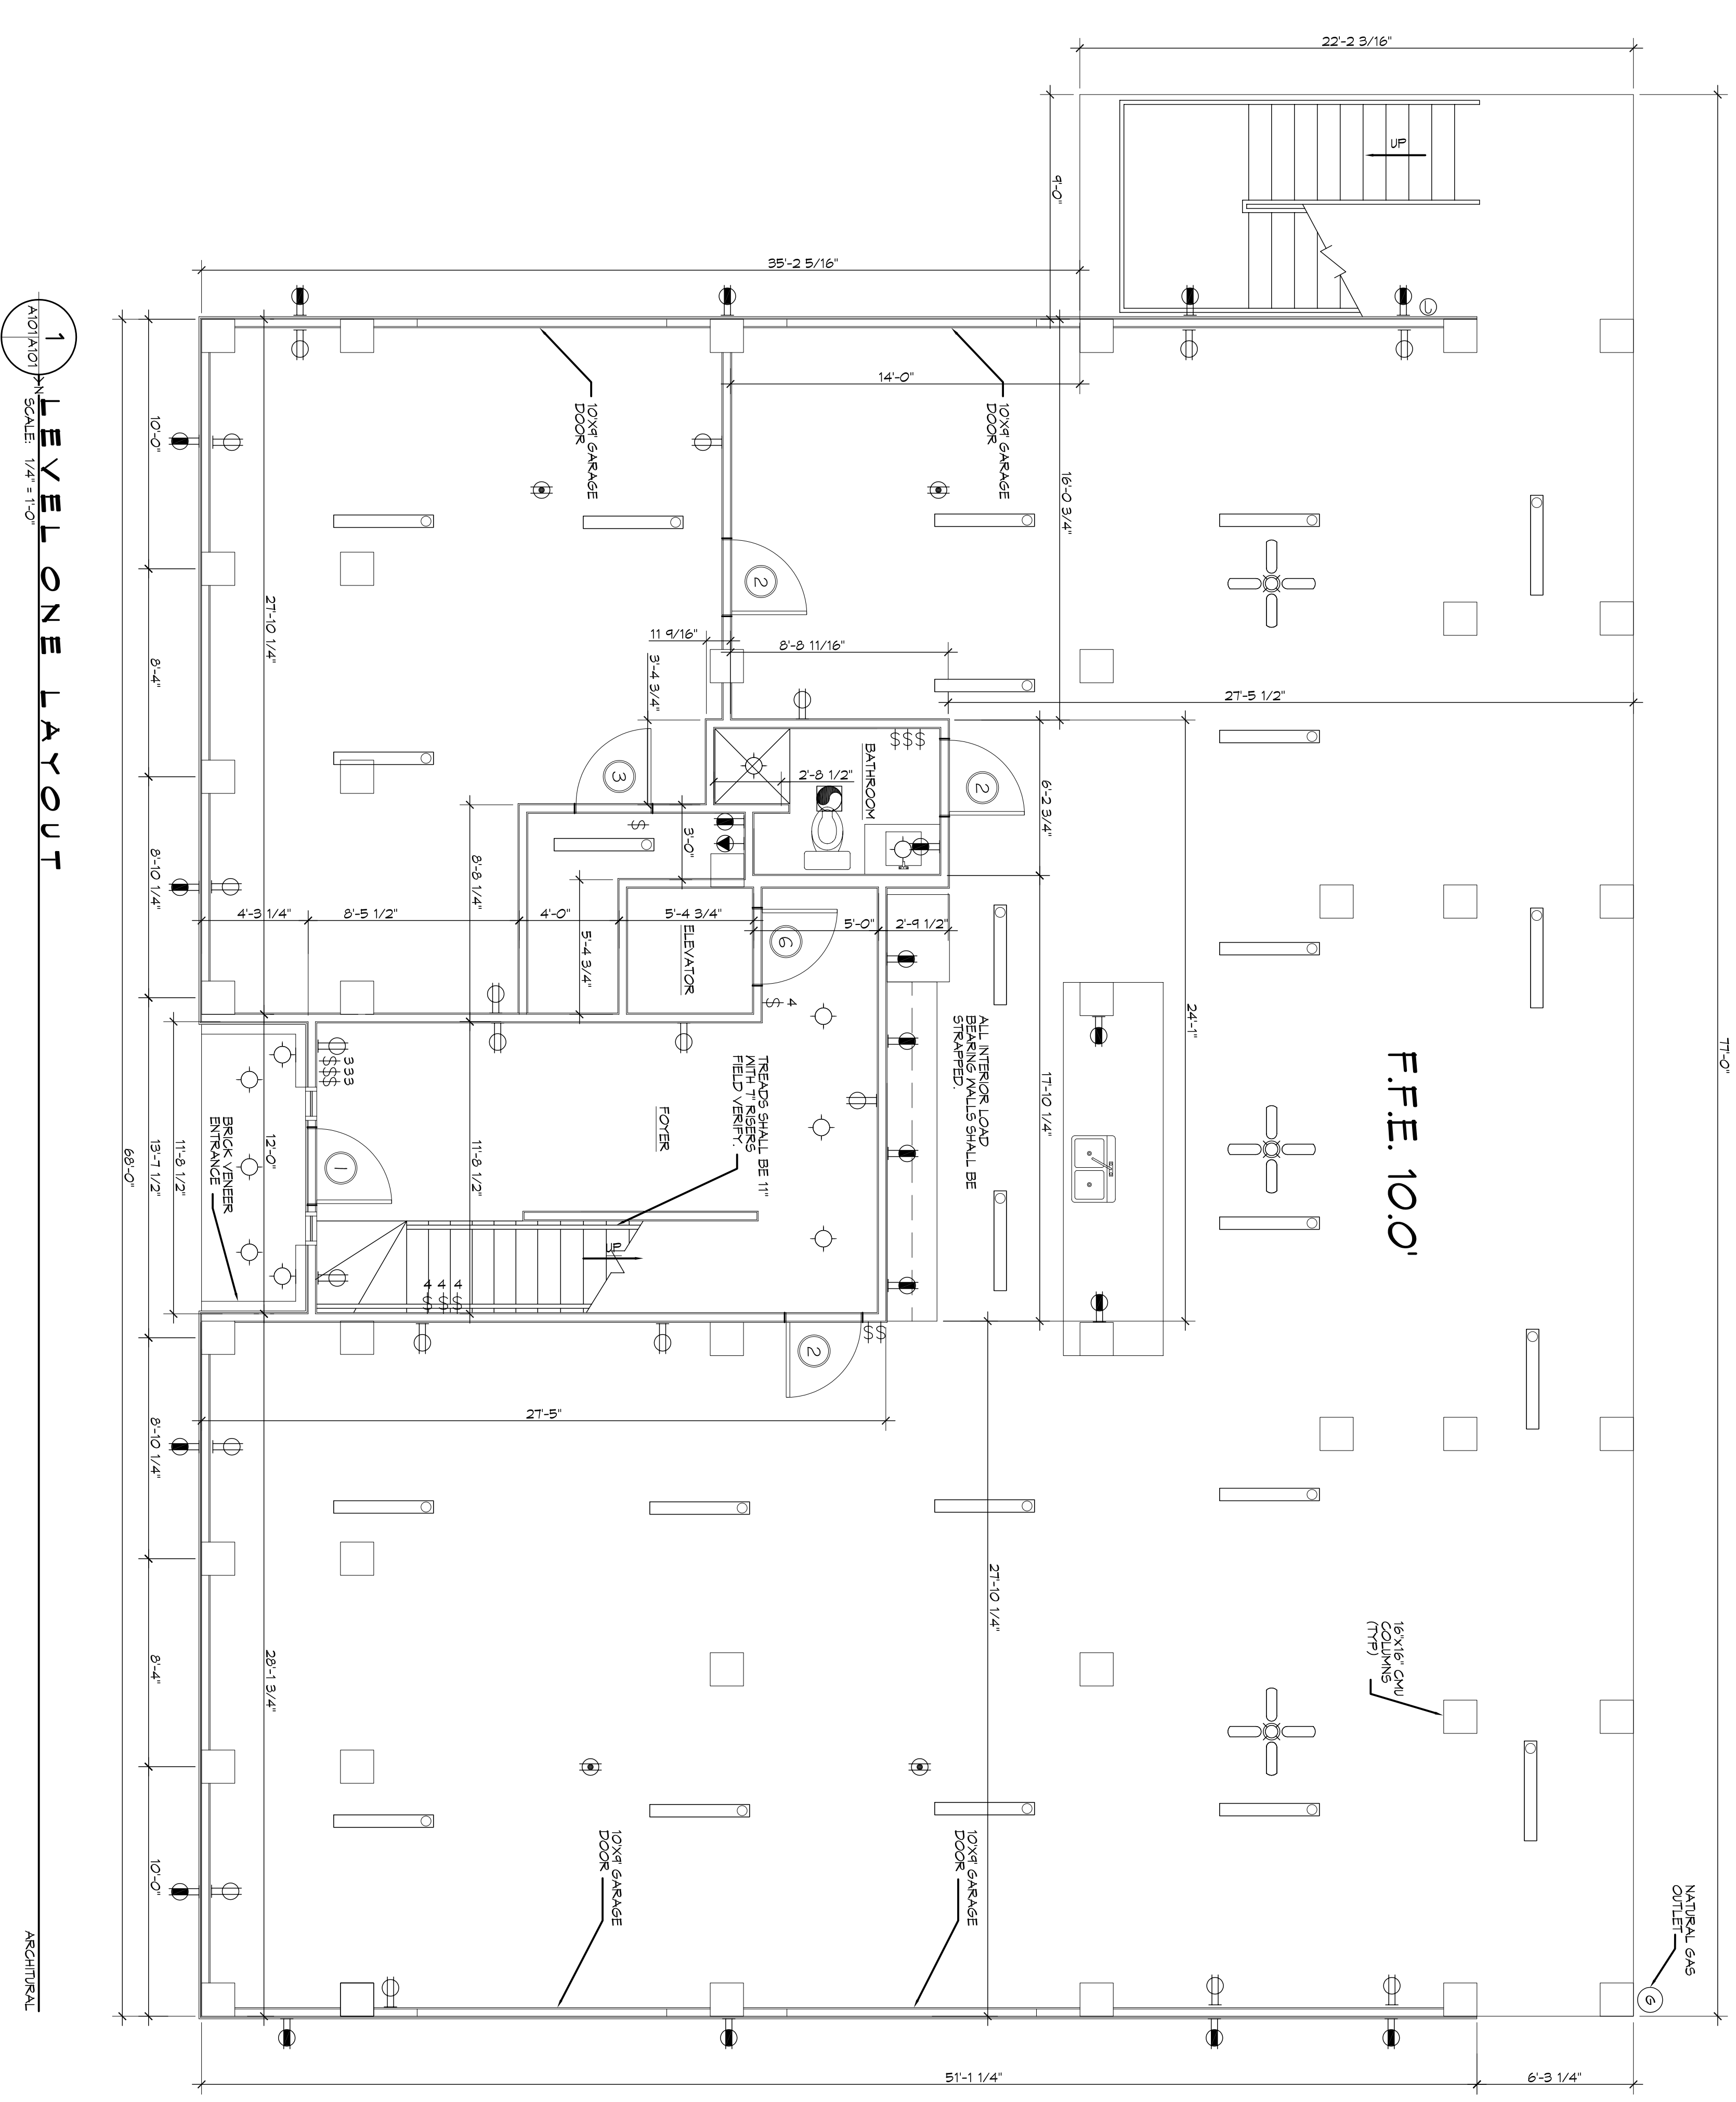 22'-2 3/16"
77'-0"
9'-0"
UP
35'-2 5/16"
14'-0"
10'X9' GARAGE
DOOR
10'X9' GARAGE
DOOR
16'-0 3/4"
27'-10 1/4"
2
11 9/16"
8'-8 11/16"
3'-4 3/4"
27'-5 1/2"
3
2'-8 1/2"
BATHROOM
$$$
2
6'-2 3/4"
$
3'-0"
8'-8 1/4"
4'-3 1/4"
8'-5 1/2"
4'-0"
5'-4 3/4"
5'-0"
2'-9 1/2"
5'-4 3/4"
ELEVATOR
6
4
$
24'-1"
17'-10 1/4"
ALL INTERIOR LOAD
BEARING WALLS SHALL BE
STRAPPED.
F.F.E. 10.0'
TREADS SHALL BE 11"
WITH 7" RISERS
FIELD VERIFY.
FOYER
333
$$$
1
11'-8 1/2"
BRICK VENEER
ENTRANCE
12'-0"
UP
4 4 4
$$$
$$
2
27'-5"
27'-10 1/4"
28'-1 3/4"
16"x16" CMU
COLUMNS
(TYP)
10'X9' GARAGE
DOOR
10'X9' GARAGE
DOOR
NATURAL GAS
OUTLET
G
51'-1 1/4"
6'-3 1/4"
10'-0"
8'-4"
8'-10 1/4"
13'-7 1/2"
11'-8 1/2"
8'-10 1/4"
8'-4"
10'-0"
68'-0"
1
A101 A101
N
LEVEL ONE LAYOUT
SCALE: 1/4" = 1'-0"
ARCHITURAL